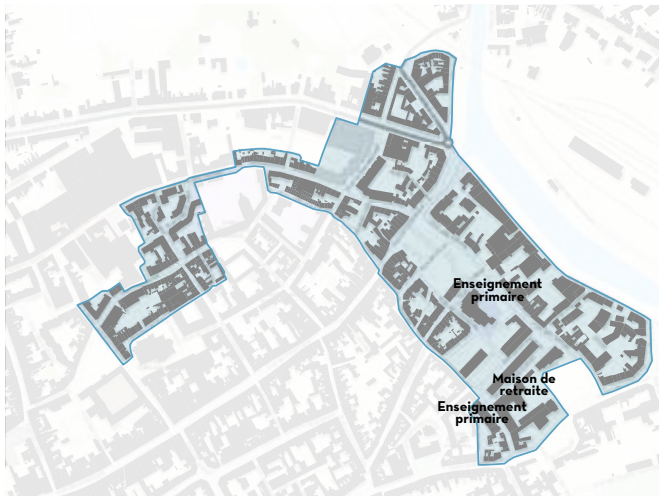 Enseignement
primaire
Maison de
retraite
Enseignement
primaire